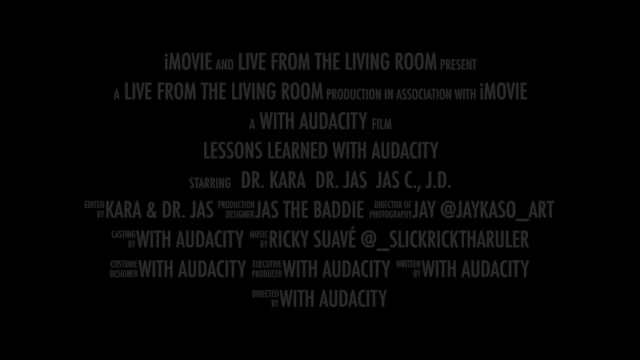 iMOVIE AND LIVE FROM THE LIVING ROOM PRESENT
A LIVE FROM THE LIVING ROOM PRODUCTION IN ASSOCIATION WITH iMOVIE
A WITH AUDACITY FILM
LESSONS LEARNED WITH AUDACITY
STARRING DR. KARA DR. JAS JAS C., J.D.
EDITED BY KARA & DR. JAS PRODUCTION DESIGNER JAS THE BADDIE DIRECTOR OF PHOTOGRAPHY JAY @JAYKASO_ART
CASTING BY WITH AUDACITY MUSIC BY RICKY SUAVÉ @_SLICKRICKTHARULER
COSTUME DESIGNER WITH AUDACITY EXECUTIVE PRODUCER WITH AUDACITY WRITTEN BY WITH AUDACITY
DIRECTED BY WITH AUDACITY